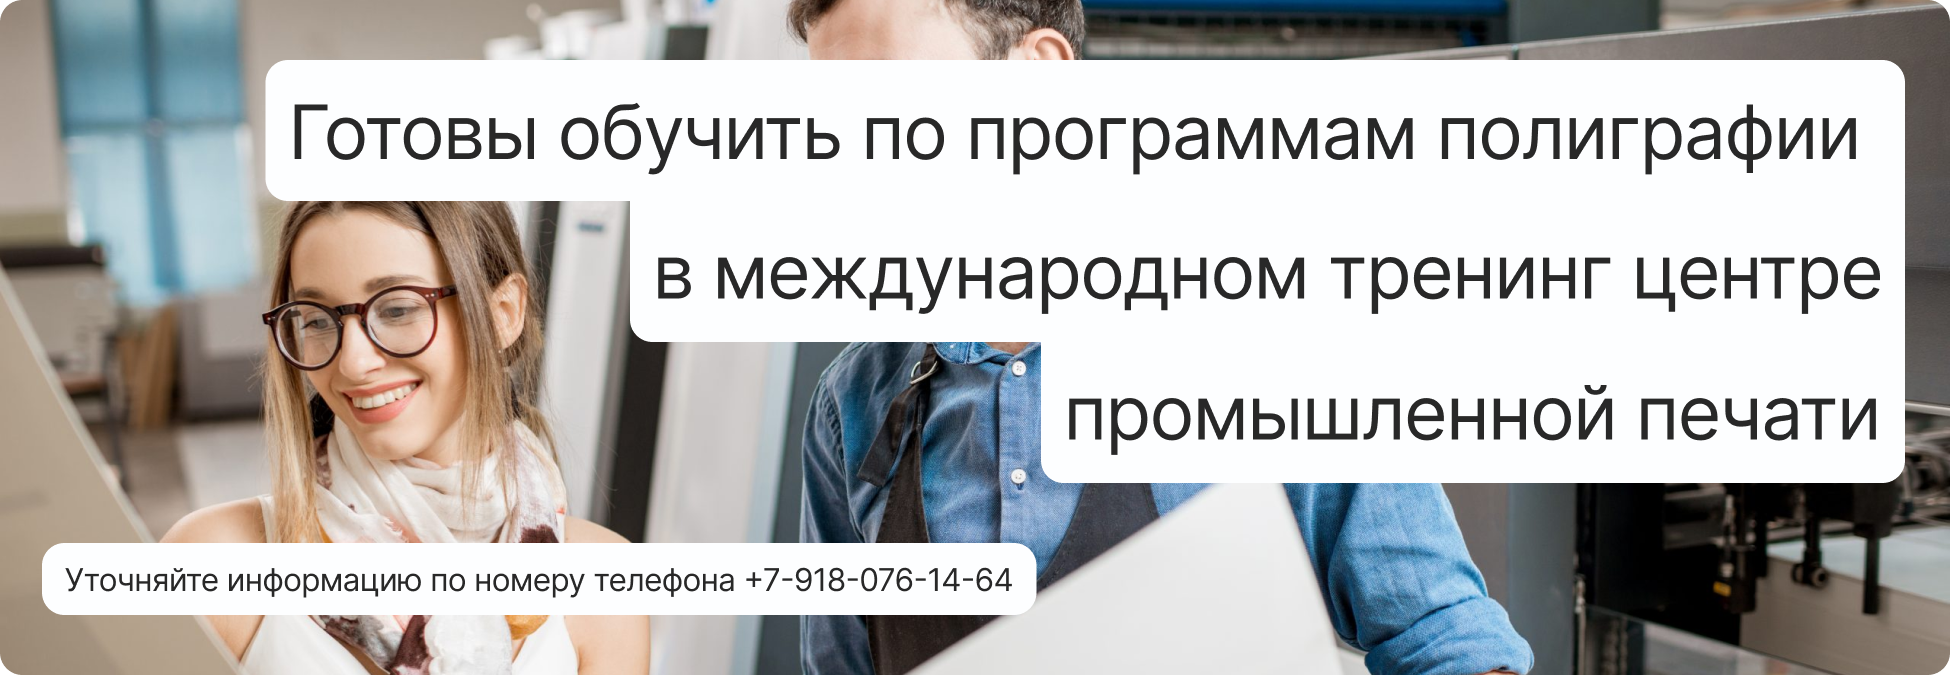 Готовы обучить по программам полиграфии
в международном тренинг центре
промышленной печати
Уточняйте информацию по номеру телефона +7-918-076-14-64